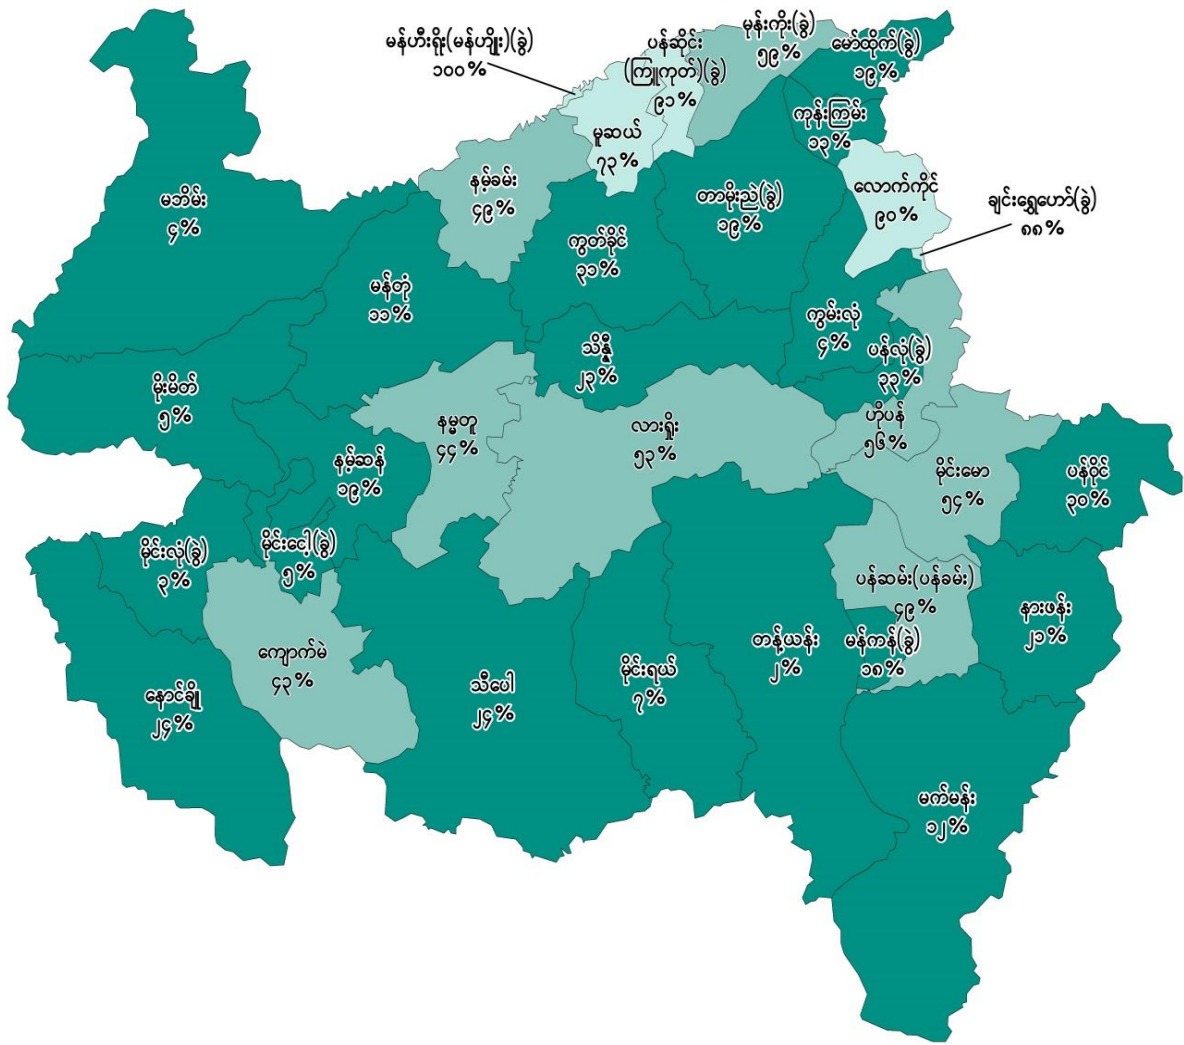 မန်ဟီးရိုး(မန်ဟျိုး)(ခွဲ)
၁၀၀%
ပန်ဆိုင်း
(ကြူကုတ်)(ခွဲ)
၉၁%
မုန်းကိုး(ခွဲ)
၅၉%
မော်ထိုက်(ခွဲ)
၁၉%
ကုန်းကြမ်း
၁၃%
မူဆယ်
၇၃%
နမ့်ခမ်း
၄၉%
မဘိမ်း
၄%
တာမိုးညဲ(ခွဲ)
၁၉%
လောက်ကိုင်
၉၀%
ချင်းရွှေဟော်(ခွဲ)
၈၈%
ကွတ်ခိုင်
၃၁%
မန်တုံ
၁၁%
ကွမ်းလုံ
၄%
သိန္နီ
၂၃%
ပန်လုံ(ခွဲ)
၃၃%
မိုးမိတ်
၅%
နမ္မတူ
၄၄%
လားရှိုး
၅၃%
ဟိုပန်
၅၆%
နမ့်ဆန်
၁၉%
မိုင်းမော
၅၄%
ပန်ဝိုင်
၃၀%
မိုင်းလုံ(ခွဲ)
၃%
မိုင်းငေါ့(ခွဲ)
၅%
ပန်ဆမ်း(ပန်ခမ်း)
၄၉%
နားဖန်း
၂၁%
ကျောက်မဲ
၄၃%
တန့်ယန်း
၂%
မန်ကန်(ခွဲ)
၁၈%
နောင်ချို
၂၄%
သီပေါ
၂၄%
မိုင်းရယ်
၇%
မက်မန်း
၁၂%